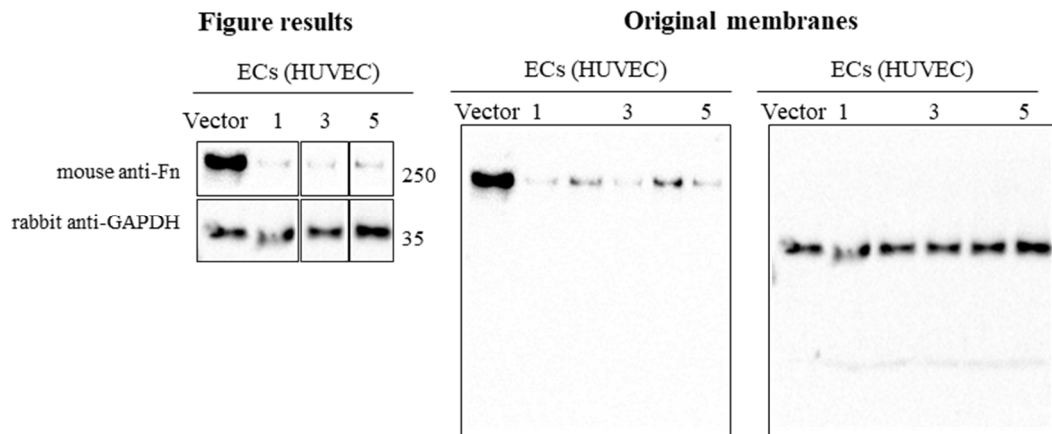 Figure results
Original membranes
ECs (HUVEC)
ECs (HUVEC)
ECs (HUVEC)
Vector 1 3 5
Vector 1 3 5
Vector 1 3 5
mouse anti-Fn
250
rabbit anti-GAPDH
35